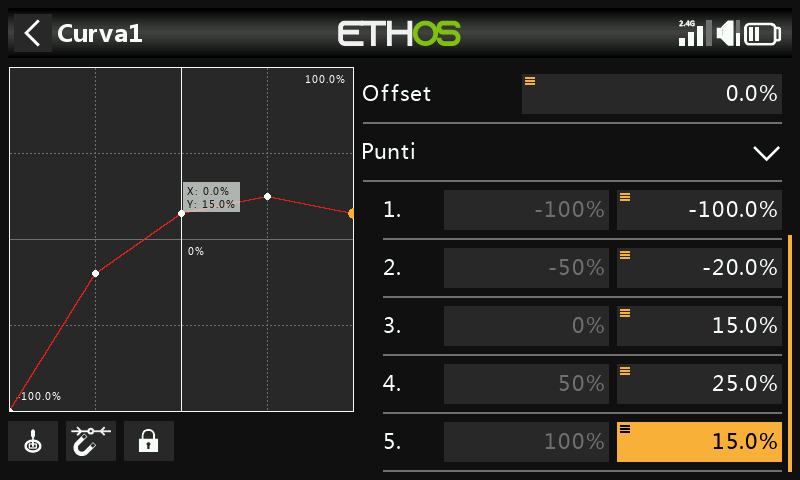 Curva1
ETHOS
2.4G
100.0%
X: 0.0%
Y: 15.0%
0%
-100.0%
Offset 0.0%
Punti
1. -100% -100.0%
2. -50% -20.0%
3. 0% 15.0%
4. 50% 25.0%
5. 100% 15.0%